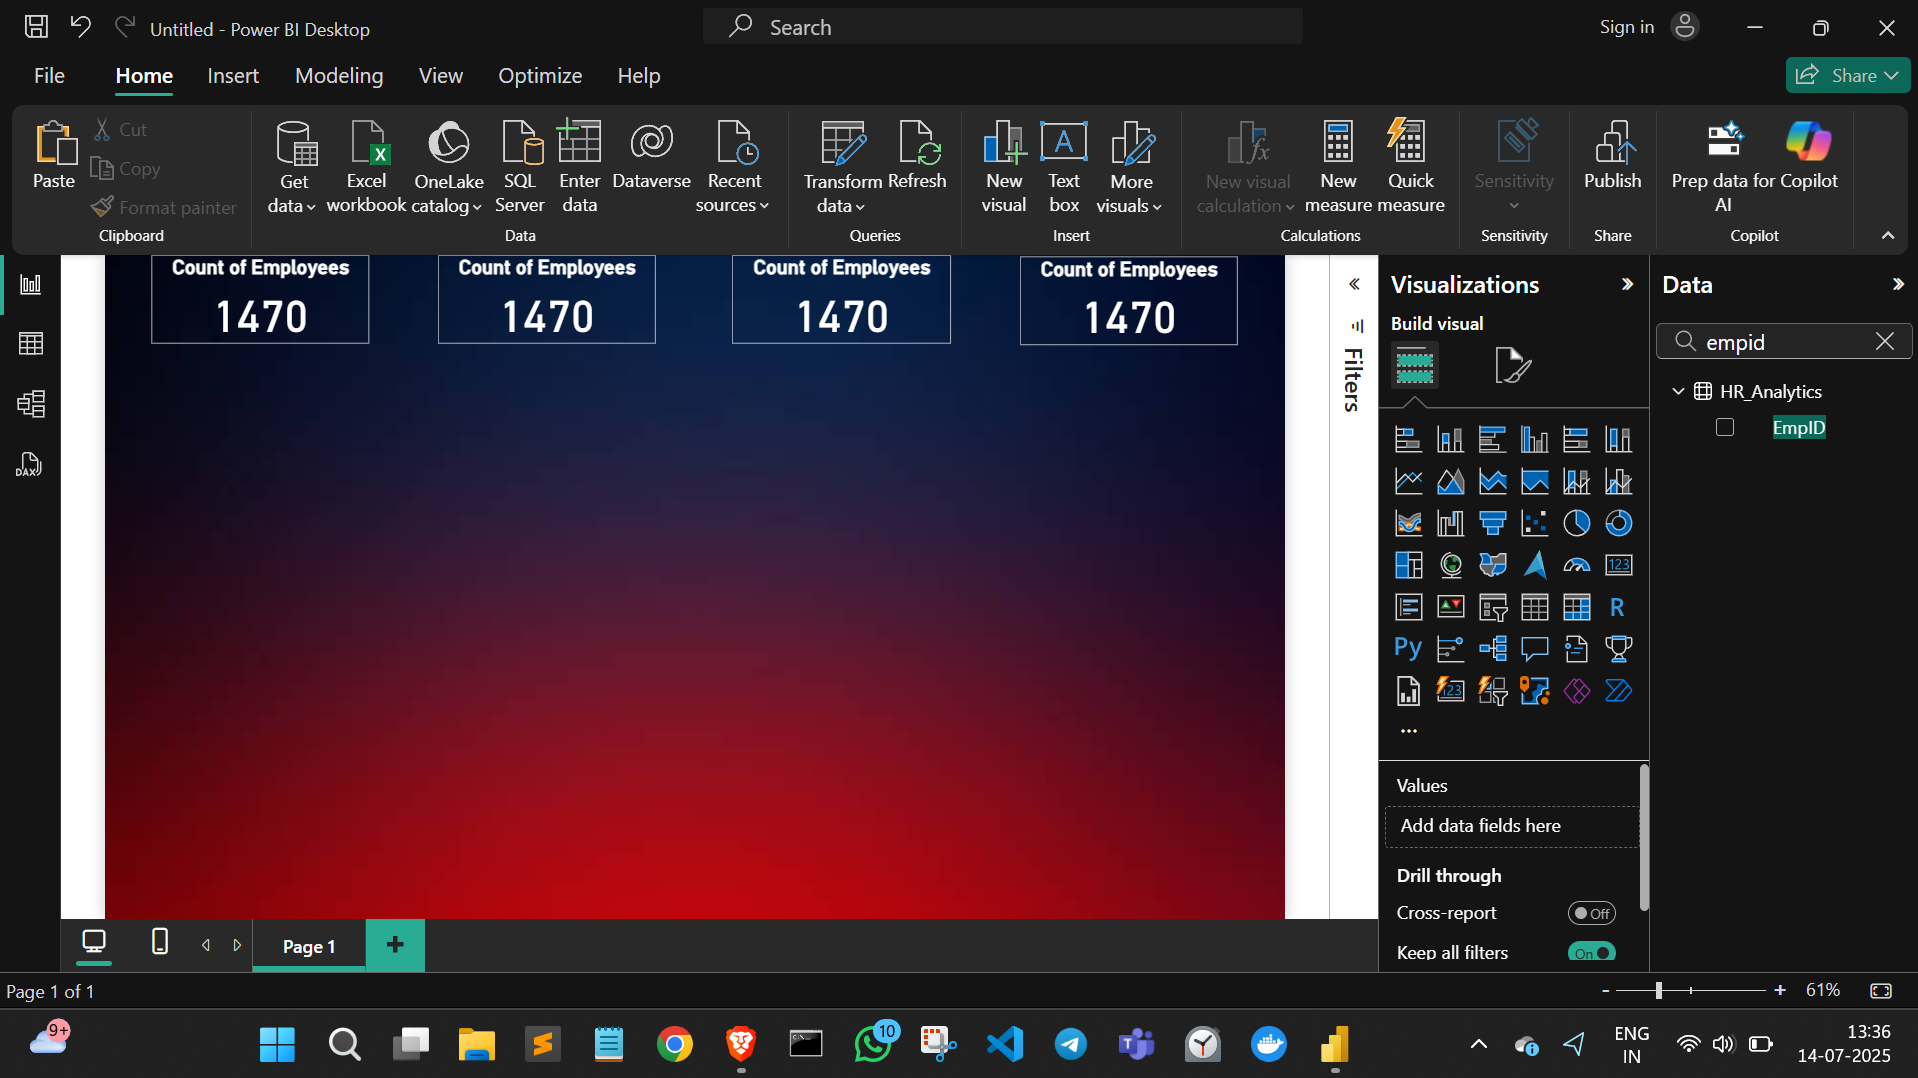 Untitled - Power BI Desktop
Search
Sign in
File Home Insert Modeling View Optimize Help
Share
Paste
Cut
Copy
Format painter
Clipboard
Get data
Excel workbook
OneLake catalog
SQL Server
Enter data
Dataverse
Recent sources
Data
Transform data
Refresh
Queries
New visual
Text box
More visuals
Insert
New visual calculation
New measure
Quick measure
Calculations
Sensitivity
Sensitivity
Publish
Share
Prep data for AI
Copilot
Copilot
Count of Employees
1470
Count of Employees
1470
Count of Employees
1470
Count of Employees
1470
Filters
Visualizations
Build visual
123
R
Py
123
Values
Add data fields here
Drill through
Cross-report
Off
Keep all filters
On
Data
empid
HR_Analytics
EmpID
DAX
Page 1
Page 1 of 1
- + 61%
9+
10
ENG
IN
13:36
14-07-2025